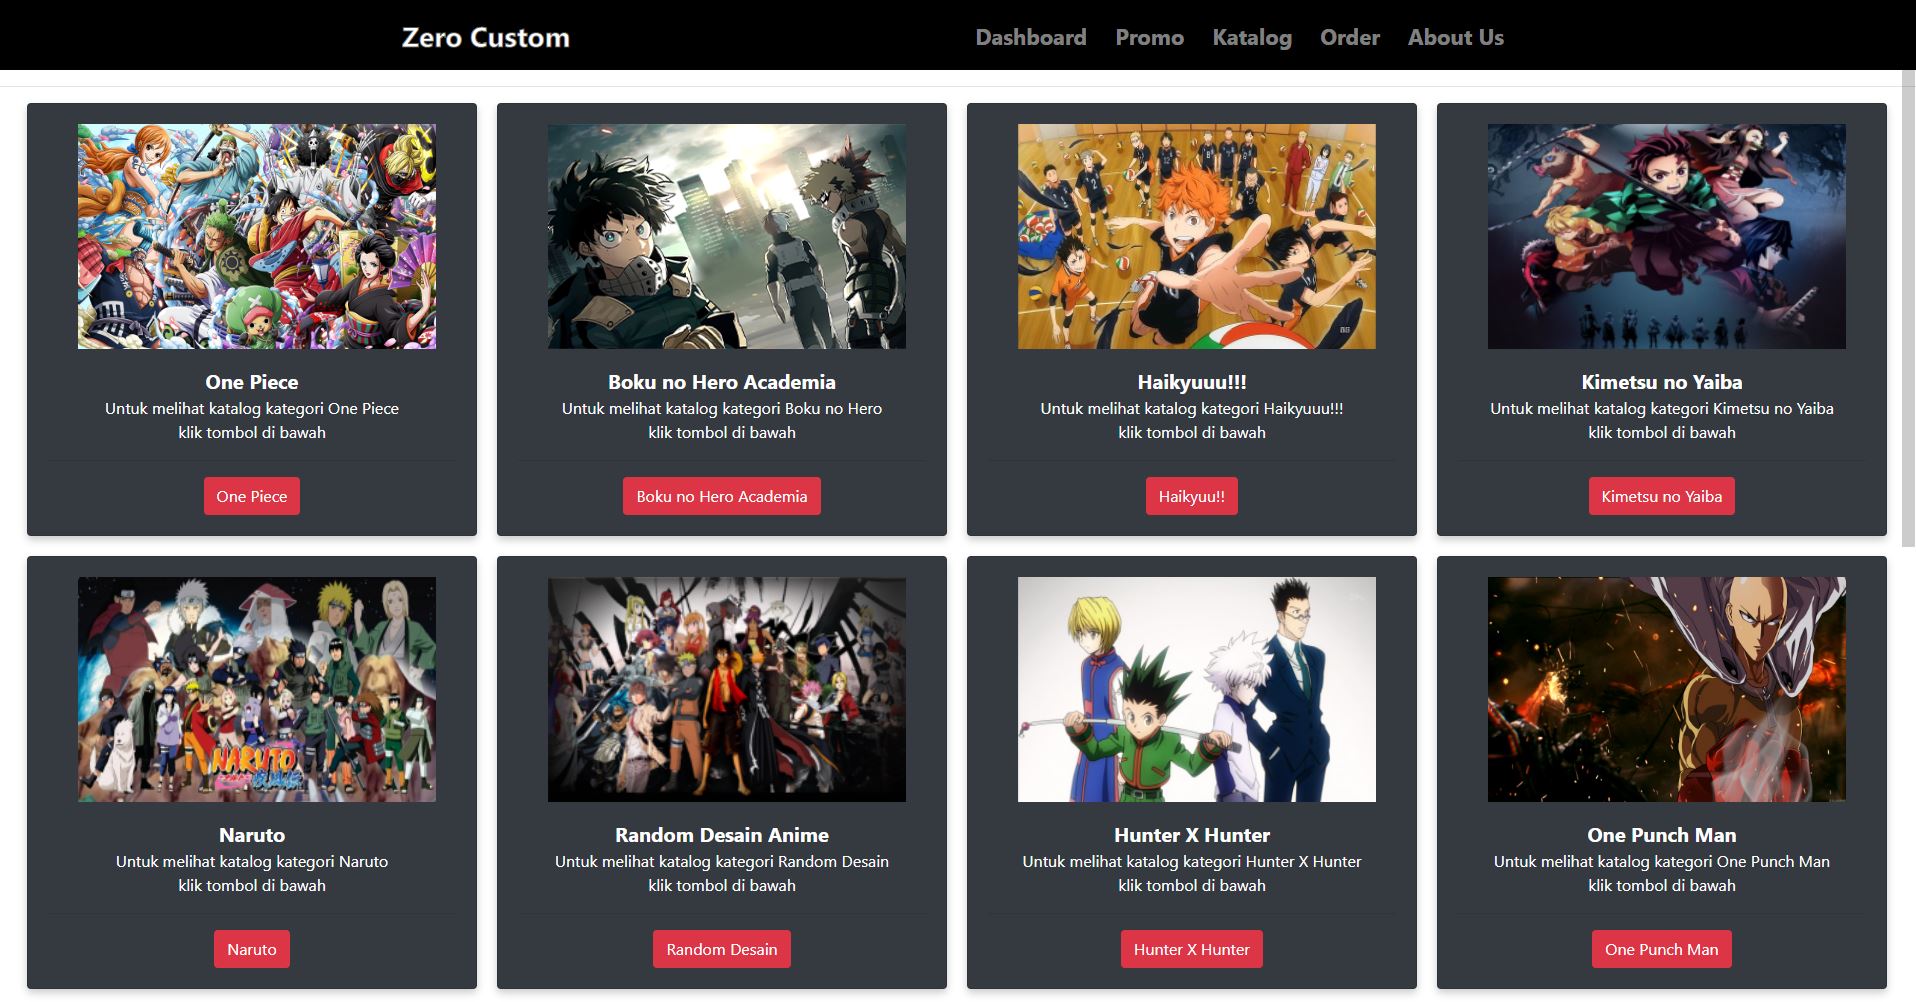 Zero Custom
Dashboard Promo Katalog Order About Us
One Piece
Untuk melihat katalog kategori One Piece
klik tombol di bawah
One Piece
Boku no Hero Academia
Untuk melihat katalog kategori Boku no Hero
klik tombol di bawah
Boku no Hero Academia
Haikyuuu!!!
Untuk melihat katalog kategori Haikyuuu!!!
klik tombol di bawah
Haikyuu!!
Kimetsu no Yaiba
Untuk melihat katalog kategori Kimetsu no Yaiba
klik tombol di bawah
Kimetsu no Yaiba
NARUTO
Naruto
Untuk melihat katalog kategori Naruto
klik tombol di bawah
Naruto
Random Desain Anime
Untuk melihat katalog kategori Random Desain
klik tombol di bawah
Random Desain
Hunter X Hunter
Untuk melihat katalog kategori Hunter X Hunter
klik tombol di bawah
Hunter X Hunter
One Punch Man
Untuk melihat katalog kategori One Punch Man
klik tombol di bawah
One Punch Man